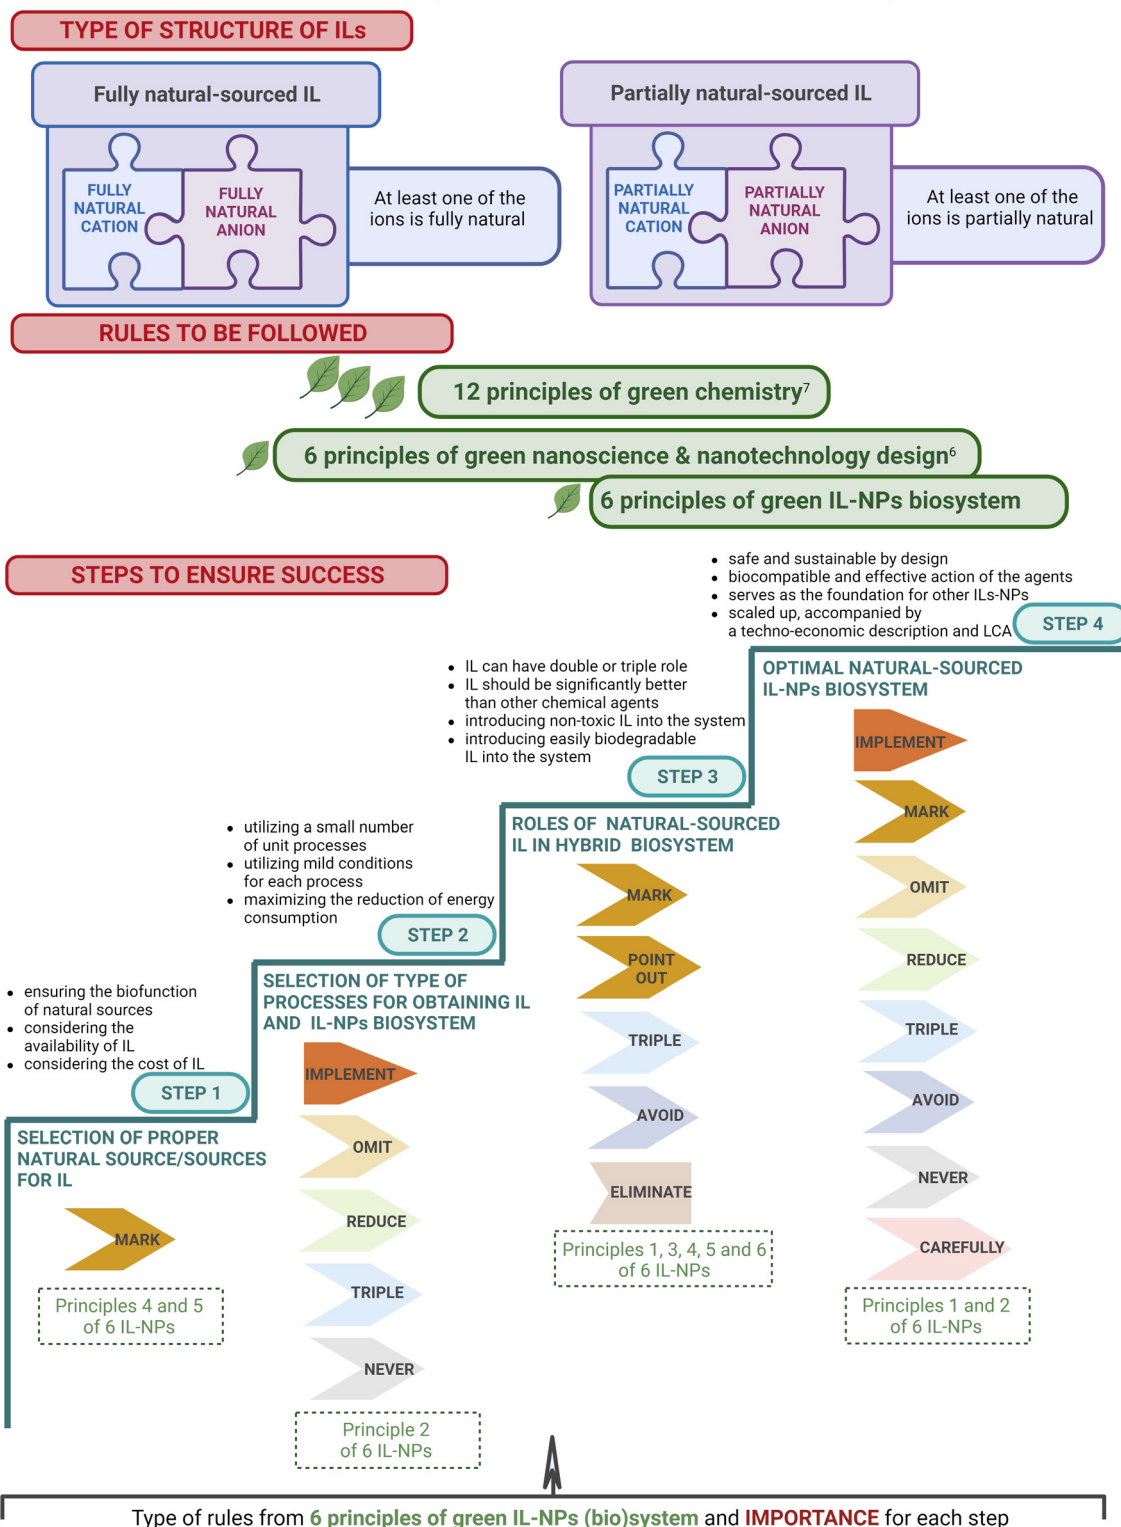 TYPE OF STRUCTURE OF ILs
Fully natural-sourced IL
FULLY
NATURAL
CATION
FULLY
NATURAL
ANION
At least one of the
ions is fully natural
Partially natural-sourced IL
PARTIALLY
NATURAL
CATION
PARTIALLY
NATURAL
ANION
At least one of the
ions is partially natural
RULES TO BE FOLLOWED
12 principles of green chemistry⁷
6 principles of green nanoscience & nanotechnology design⁶
6 principles of green IL-NPs biosystem
STEPS TO ENSURE SUCCESS
• ensuring the biofunction
of natural sources
• considering the
availability of IL
• considering the cost of IL
STEP 1
SELECTION OF PROPER
NATURAL SOURCE/SOURCES
FOR IL
MARK
Principles 4 and 5
of 6 IL-NPs
• utilizing a small number
of unit processes
• utilizing mild conditions
for each process
• maximizing the reduction of energy
consumption
STEP 2
SELECTION OF TYPE OF
PROCESSES FOR OBTAINING IL
AND IL-NPs BIOSYSTEM
IMPLEMENT
OMIT
REDUCE
TRIPLE
NEVER
Principle 2
of 6 IL-NPs
• IL can have double or triple role
• IL should be significantly better
than other chemical agents
• introducing non-toxic IL into the system
• introducing easily biodegradable
IL into the system
STEP 3
ROLES OF NATURAL-SOURCED
IL IN HYBRID BIOSYSTEM
MARK
POINT
OUT
TRIPLE
AVOID
ELIMINATE
Principles 1, 3, 4, 5 and 6
of 6 IL-NPs
• safe and sustainable by design
• biocompatible and effective action of the agents
• serves as the foundation for other ILs-NPs
• scaled up, accompanied by
a techno-economic description and LCA
STEP 4
OPTIMAL NATURAL-SOURCED
IL-NPs BIOSYSTEM
IMPLEMENT
MARK
OMIT
REDUCE
TRIPLE
AVOID
NEVER
CAREFULLY
Principles 1 and 2
of 6 IL-NPs
Type of rules from 6 principles of green IL-NPs (bio)system and IMPORTANCE for each step